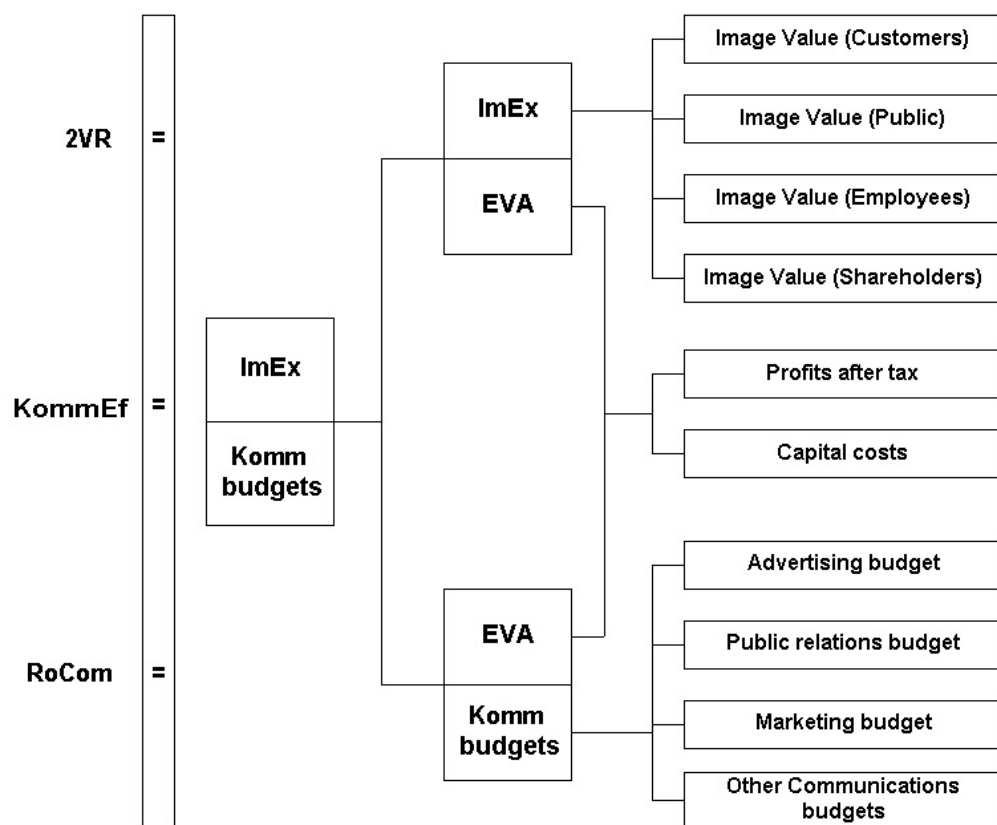 2VR
=
ImEx
EVA
Image Value (Customers)
Image Value (Public)
Image Value (Employees)
Image Value (Shareholders)
KommEf
=
ImEx
Komm
budgets
Profits after tax
Capital costs
RoCom
=
EVA
Komm
budgets
Advertising budget
Public relations budget
Marketing budget
Other Communications
budgets